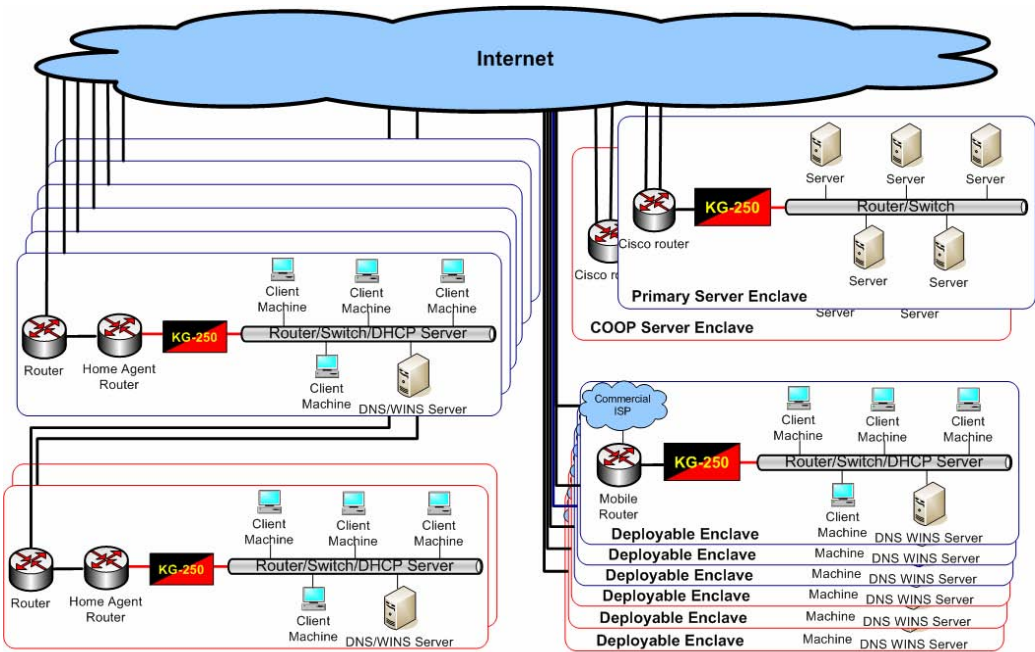 Internet
Server
Server
Server
KG-250
Router/Switch
Cisco router
Server
Server
Primary Server Enclave
Cisco ro
Server
Server
COOP Server Enclave
Client
Machine
Client
Machine
Client
Machine
KG-250
Router/Switch/DHCP Server
Router
Home Agent
Router
Client
Machine
DNS/WINS Server
Commercial
ISP
Client
Machine
Client
Machine
Client
Machine
KG-250
Router/Switch/DHCP Server
Mobile
Router
Client
Machine
DNS WINS Server
Deployable Enclave
Deployable Enclave
Machine
DNS WINS Server
Deployable Enclave
Machine
DNS WINS Server
Deployable Enclave
Machine
DNS WINS Server
Deployable Enclave
Machine
DNS WINS Server
Deployable Enclave
Machine
DNS WINS Server
Client
Machine
Client
Machine
Client
Machine
KG-250
Router/Switch/DHCP Server
Router
Home Agent
Router
Client
Machine
DNS/WINS Server